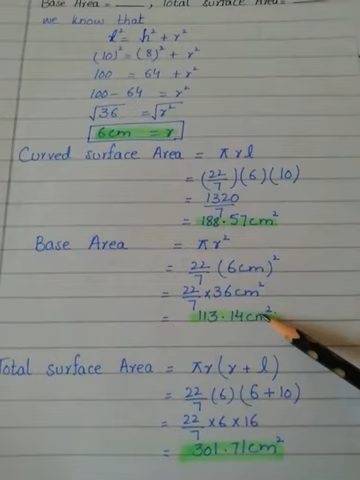 Base Area = ____, Total surface Area=
we know that
l² = h² + r²
(10)² = (8)² + r²
100 = 64 + r²
100 - 64 = r²
√36 = √r²
6cm = r
Curved surface Area = π r l
= (22/7)(6)(10)
= 1320/7
= 188.57cm²
Base Area = πr²
= 22/7 (6cm)²
= 22/7 × 36cm²
= 113.14cm²
Total surface Area = πr(r + l)
= 22/7 (6) (6+10)
= 22/7 × 6 × 16
= 301.71cm²